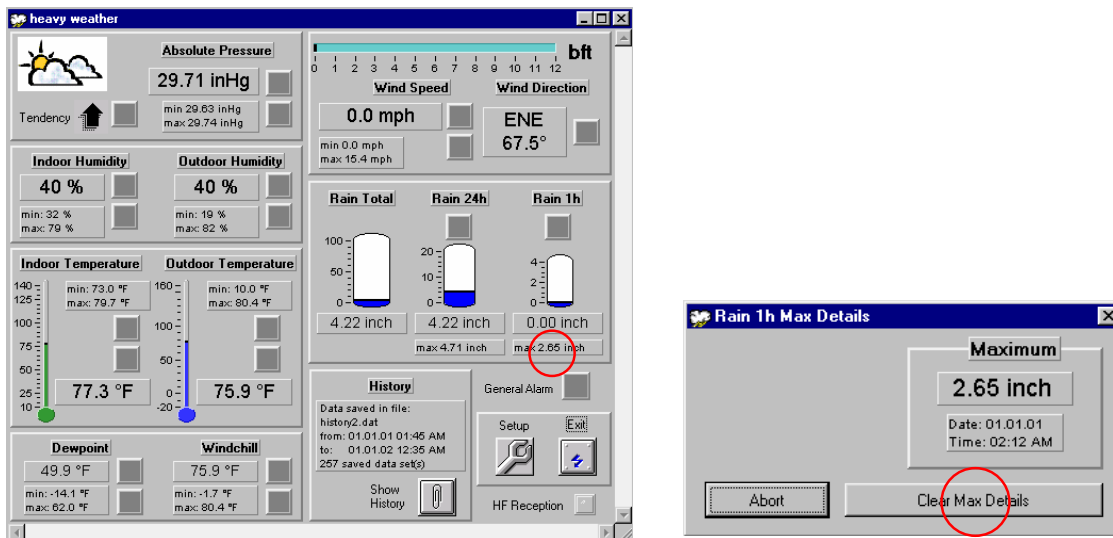 heavy weather
Absolute Pressure
29.71 inHg
Tendency
min 29.63 inHg
max 29.74 inHg
0 1 2 3 4 5 6 7 8 9 10 11 12
bft
Wind Speed
Wind Direction
0.0 mph
ENE
67.5°
min 0.0 mph
max 15.4 mph
Indoor Humidity
Outdoor Humidity
40 %
40 %
min: 32 %
max: 79 %
min: 19 %
max: 82 %
Rain Total
Rain 24h
Rain 1h
100
50
0
20
10
0
4
2
0
4.22 inch
4.22 inch
0.00 inch
max 4.71 inch
max 2.65 inch
Indoor Temperature
Outdoor Temperature
140
125
100
75
50
25
10
min: 73.0 °F
max: 79.7 °F
77.3 °F
160
100
50
0
-20
min: 10.0 °F
max: 80.4 °F
75.9 °F
Dewpoint
Windchill
49.9 °F
75.9 °F
min: -14.1 °F
max: 62.0 °F
min: -1.7 °F
max: 80.4 °F
History
Data saved in file:
history2.dat
from: 01.01.01 01:45 AM
to: 01.01.02 12:35 AM
257 saved data set(s)
Show
History
General Alarm
Setup
Exit
HF Reception
Rain 1h Max Details
Maximum
2.65 inch
Date: 01.01.01
Time: 02:12 AM
Abort
Clear Max Details